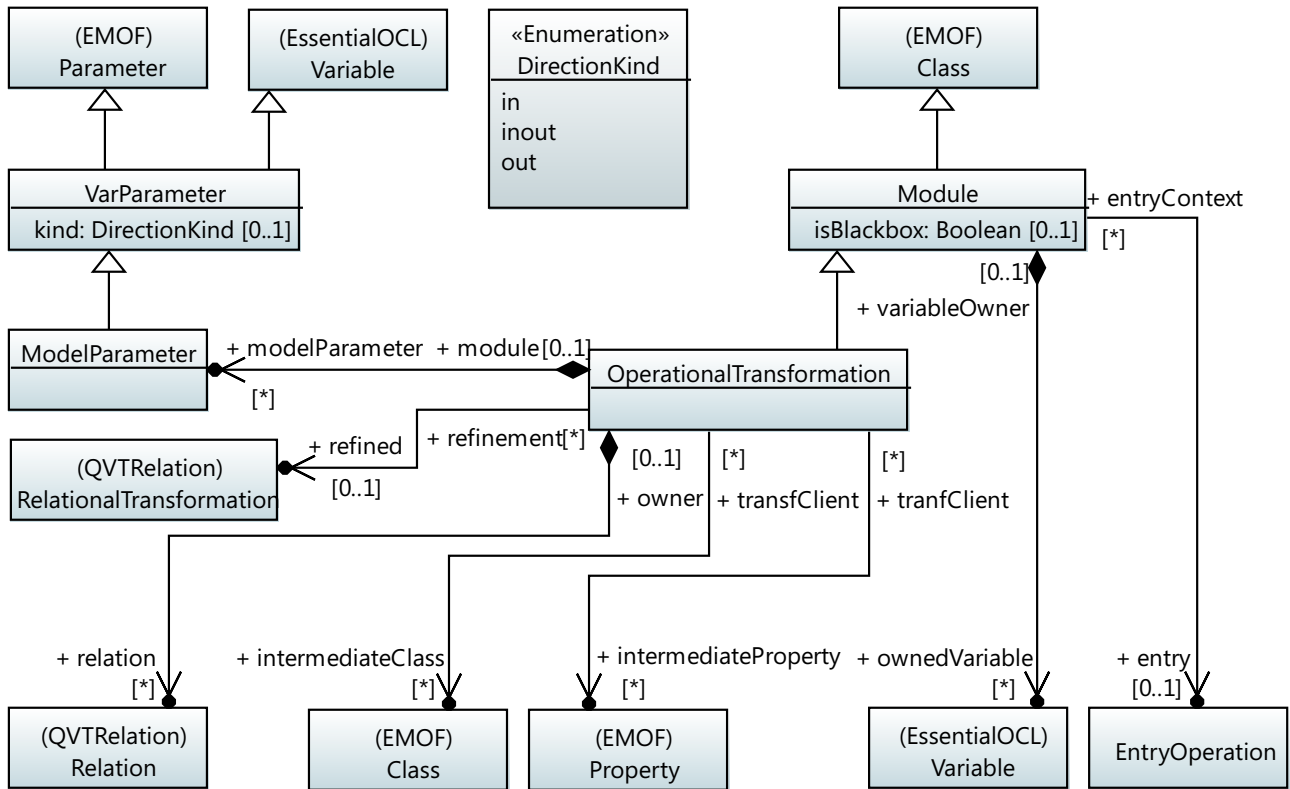 (EMOF)
Parameter
(EssentialOCL)
Variable
«Enumeration»
DirectionKind
in
inout
out
(EMOF)
Class
VarParameter
kind: DirectionKind [0..1]
Module
isBlackbox: Boolean [0..1]
+ entryContext
[*]
[0..1]
+ variableOwner
ModelParameter
+ modelParameter
[*]
+ module[0..1]
OperationalTransformation
(QVTRelation)
RelationalTransformation
+ refined
[0..1]
+ refinement[*]
[0..1]
+ owner
[*]
+ transfClient
[*]
+ tranfClient
+ relation
[*]
+ intermediateClass
[*]
+ intermediateProperty
[*]
+ ownedVariable
[*]
+ entry
[0..1]
(QVTRelation)
Relation
(EMOF)
Class
(EMOF)
Property
(EssentialOCL)
Variable
EntryOperation